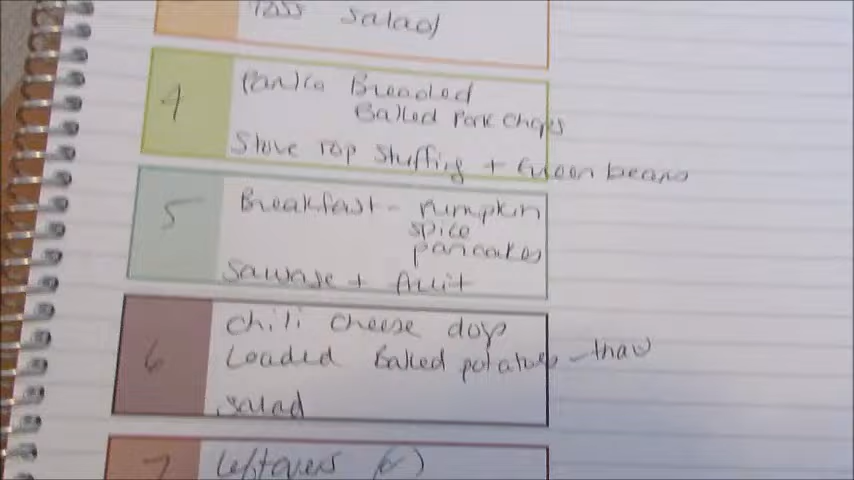 Toss salad
4
Panko Breaded
Baked Pork Chops
Stove Top Stuffing + Green beans
5
Breakfast - Pumpkin
spice
pancakes
Sausage + fruit
6
Chili cheese dogs
Loaded Baked potatoes - thaw
salad
7
Leftovers